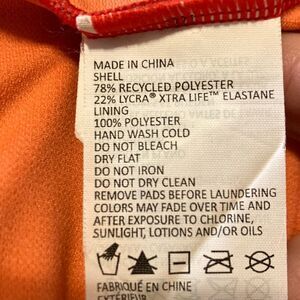 MADE IN CHINA
SHELL
78% RECYCLED POLYESTER
22% LYCRA® XTRA LIFE™ ELASTANE
LINING
100% POLYESTER
HAND WASH COLD
DO NOT BLEACH
DRY FLAT
DO NOT IRON
DO NOT DRY CLEAN
REMOVE PADS BEFORE LAUNDERING
COLORS MAY FADE OVER TIME AND
AFTER EXPOSURE TO CHLORINE,
SUNLIGHT, LOTIONS AND/OR OILS
FABRIQUÉ EN CHINE
EXTÉRIEUR